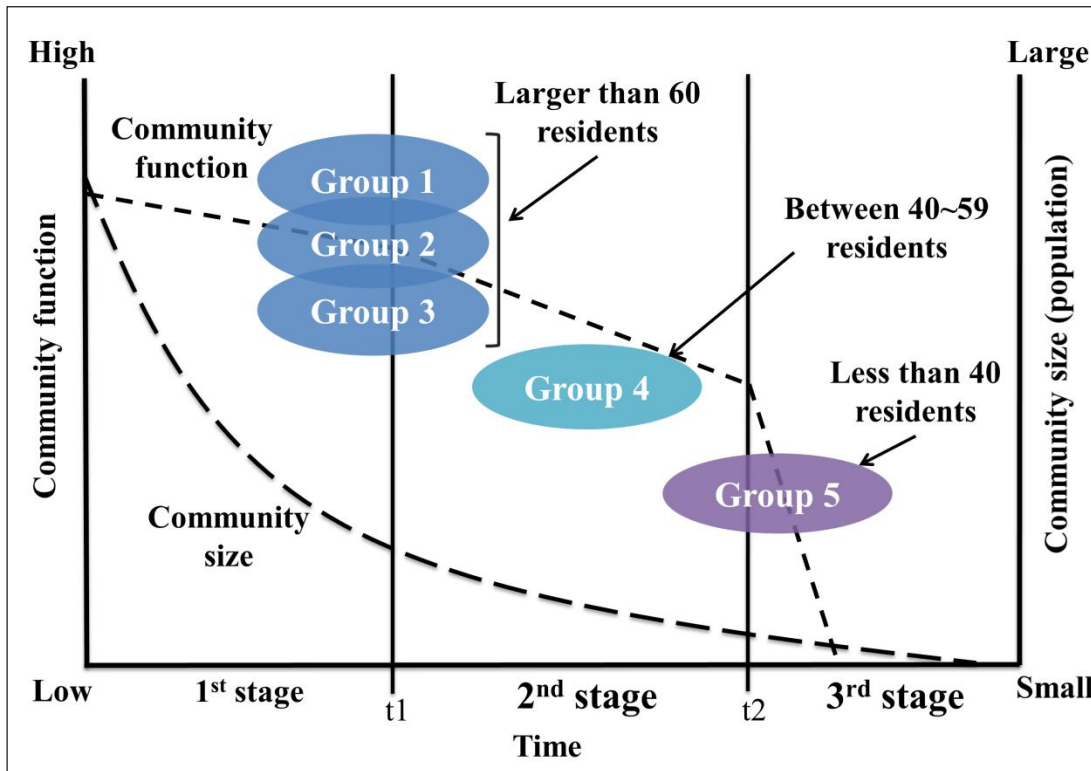 High
Large
Larger than 60
residents
Community
function
Group 1
Group 2
Group 3
Between 40~59
residents
Group 4
Less than 40
residents
Group 5
Community
size
Community function
Community size (population)
Low
1st stage
t1
2nd stage
t2
3rd stage
Small
Time